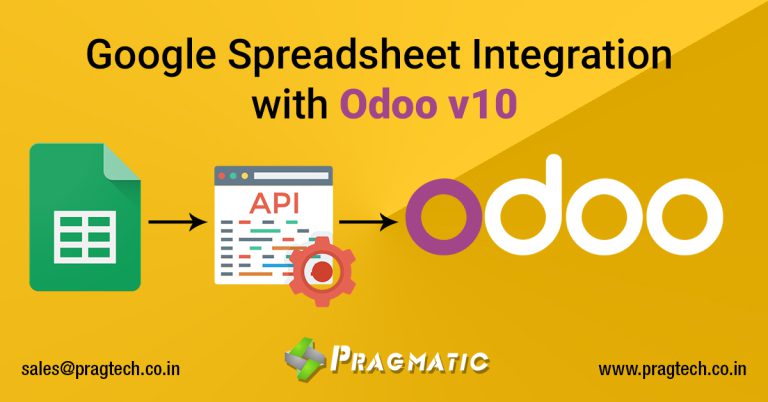 Google Spreadsheet Integration
with Odoo v10
API
odoo
PRAGMATIC
sales@pragtech.co.in
www.pragtech.co.in